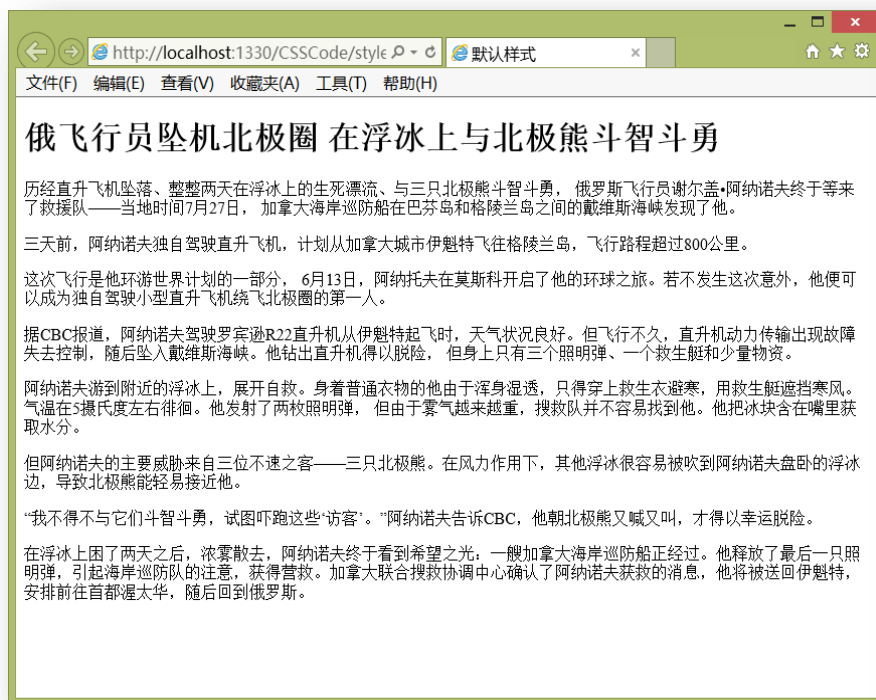 http://localhost:1330/CSSCode/style
默认样式
文件(F) 编辑(E) 查看(V) 收藏夹(A) 工具(T) 帮助(H)
俄飞行员坠机北极圈 在浮冰上与北极熊斗智斗勇
历经直升飞机坠落、整整两天在浮冰上的生死漂流、与三只北极熊斗智斗勇， 俄罗斯飞行员谢尔盖•阿纳诺夫终于等来
了救援队——当地时间7月27日， 加拿大海岸巡防船在巴芬岛和格陵兰岛之间的戴维斯海峡发现了他。
三天前，阿纳诺夫独自驾驶直升飞机，计划从加拿大城市伊魁特飞往格陵兰岛，飞行路程超过800公里。
这次飞行是他环游世界计划的一部分， 6月13日，阿纳托夫在莫斯科开启了他的环球之旅。若不发生这次意外，他便可
以成为独自驾驶小型直升飞机绕飞北极圈的第一人。
据CBC报道，阿纳诺夫驾驶罗宾逊R22直升机从伊魁特起飞时，天气状况良好。但飞行不久，直升机动力传输出现故障
失去控制，随后坠入戴维斯海峡。他钻出直升机得以脱险， 但身上只有三个照明弹、一个救生艇和少量物资。
阿纳诺夫游到附近的浮冰上，展开自救。身着普通衣物的他由于浑身湿透，只得穿上救生衣避寒，用救生艇遮挡寒风。
气温在5摄氏度左右徘徊。他发射了两枚照明弹， 但由于雾气越来越重，搜救队并不容易找到他。他把冰块含在嘴里获
取水分。
但阿纳诺夫的主要威胁来自三位不速之客——三只北极熊。在风力作用下，其他浮冰很容易被吹到阿纳诺夫盘卧的浮冰
边，导致北极熊能轻易接近他。
“我不得不与它们斗智斗勇，试图吓跑这些‘访客’。”阿纳诺夫告诉CBC，他朝北极熊又喊又叫，才得以幸运脱险。
在浮冰上困了两天之后，浓雾散去，阿纳诺夫终于看到希望之光：一艘加拿大海岸巡防船正经过。他释放了最后一只照
明弹，引起海岸巡防队的注意，获得营救。加拿大联合搜救协调中心确认了阿纳诺夫获救的消息，他将被送回伊魁特，
安排前往首都渥太华，随后回到俄罗斯。